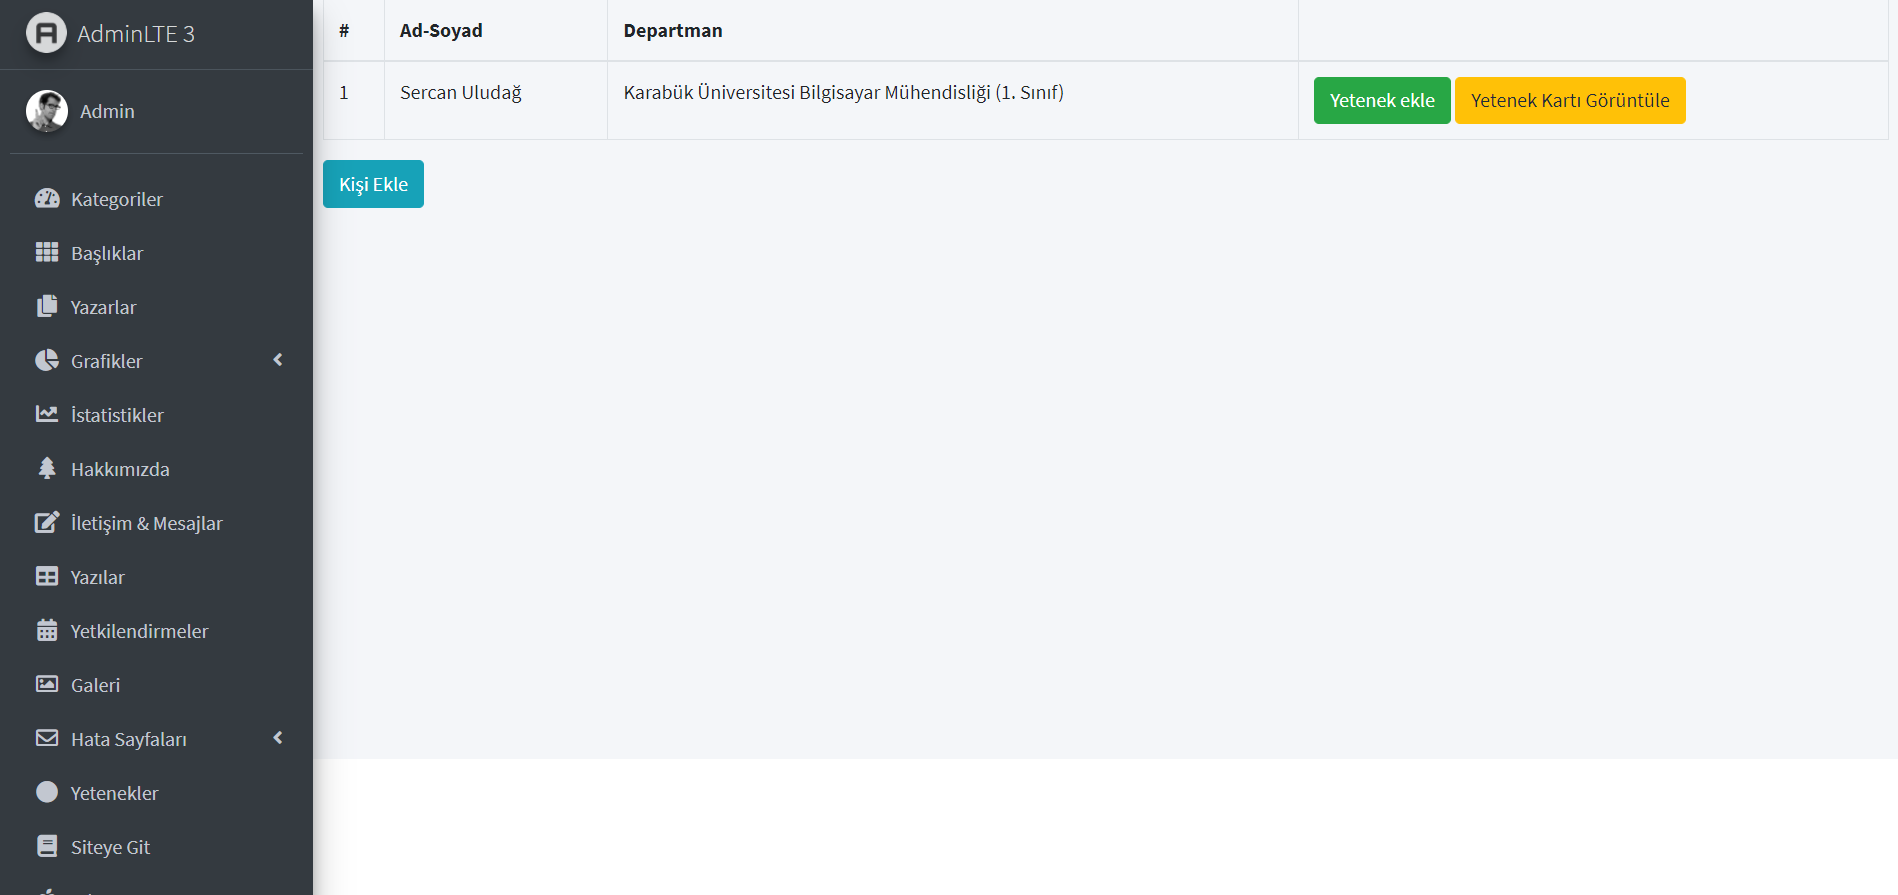 AdminLTE 3
Admin
Kategoriler
Başlıklar
Yazarlar
Grafikler
İstatistikler
Hakkımızda
İletişim & Mesajlar
Yazılar
Yetkilendirmeler
Galeri
Hata Sayfaları
Yetenekler
Siteye Git
# Ad-Soyad Departman
1 Sercan Uludağ Karabük Üniversitesi Bilgisayar Mühendisliği (1. Sınıf) Yetenek ekle Yetenek Kartı Görüntüle
Kişi Ekle